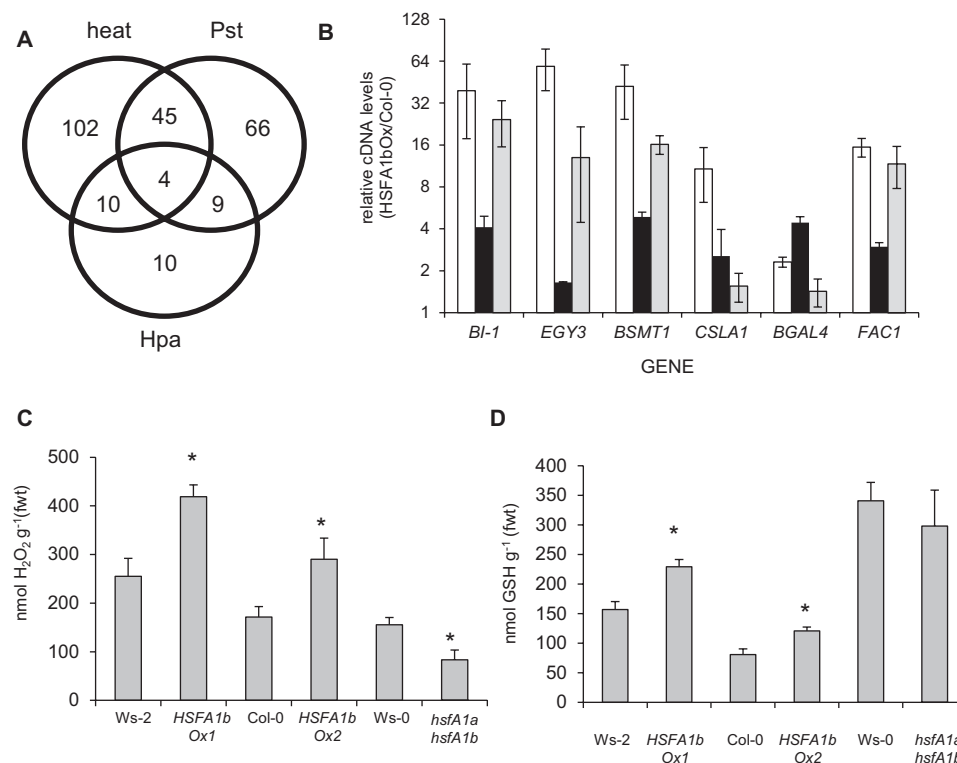 A
heat
Pst
102
45
66
4
10
9
10
Hpa
B
relative cDNA levels
(HSFA1bOx/Col-0)
128
64
32
16
8
4
2
1
BI-1 EGY3 BSMT1 CSLA1 BGAL4 FAC1
GENE
C
nmol H₂O₂ g⁻¹(fwt)
500
400
300
200
100
0
*
*
*
Ws-2 HSFA1b Col-0 HSFA1b Ws-0 hsfA1a
Ox1 Ox2 hsfA1b
D
nmol GSH g⁻¹ (fwt)
400
350
300
250
200
150
100
50
0
*
*
Ws-2 HSFA1b Col-0 HSFA1b Ws-0 hsfA1a
Ox1 Ox2 hsfA1b